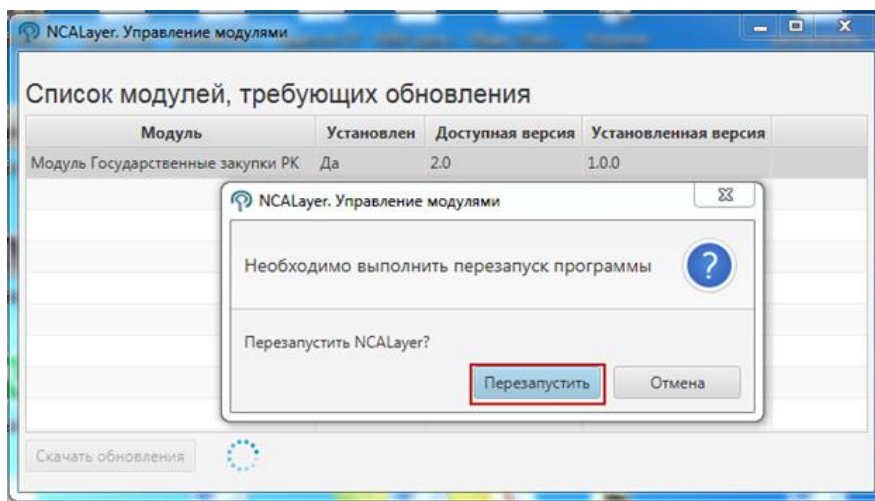 NCALayer. Управление модулями
Список модулей, требующих обновления
Модуль Установлен Доступная версия Установленная версия
Модуль Государственные закупки РК Да 2.0 1.0.0
NCALayer. Управление модулями
Необходимо выполнить перезапуск программы
?
Перезапустить NCALayer?
Перезапустить Отмена
Скачать обновления